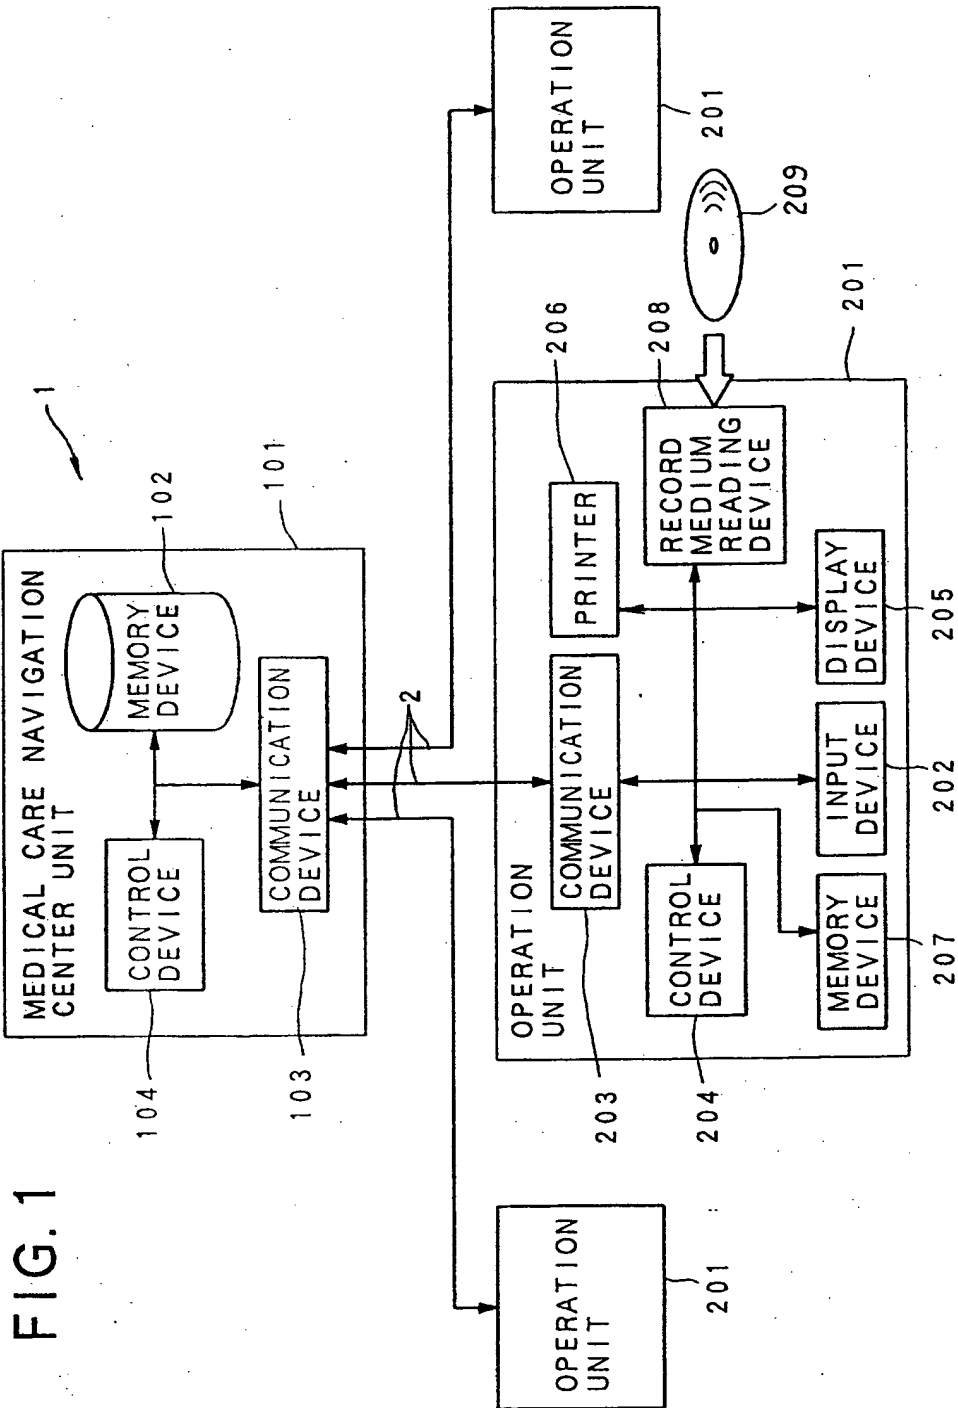 FIG. 1
1
MEDICAL CARE NAVIGATION
CENTER UNIT
101
104
CONTROL
DEVICE
MEMORY
DEVICE
102
103
COMMUNICATION
DEVICE
2
OPERATION
UNIT
201
OPERATION
UNIT
203
COMMUNICATION
DEVICE
PRINTER
206
204
CONTROL
DEVICE
RECORD
MEDIUM
READING
DEVICE
208
209
MEMORY
DEVICE
207
INPUT
DEVICE
202
DISPLAY
DEVICE
205
201
OPERATION
UNIT
201